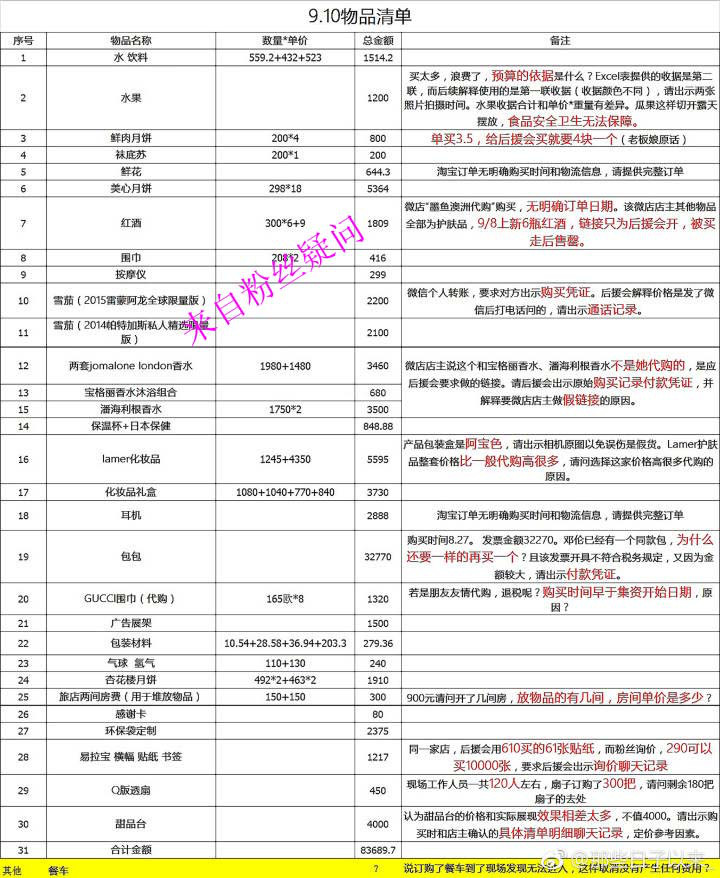 9.10物品清单
序号 物品名称 数量*单价 总金额 备注
1 水 饮料 559.2+432+523 1514.2
2 水果 1200
买太多，浪费了，预算的依据是什么？Excel表提供的收据是第二
联，而后续解释使用的是第一联收据（收据颜色不同），请出示两张
照片拍摄时间。水果收据合计和单价*重量有差异。瓜果这样切开露天
摆放，食品安全卫生无法保障。
3 鲜肉月饼 200*4 800 单买3.5，给后援会买就要4块一个（老板娘原话）
4 袜底苏 200*1 200
5 鲜花 644.3 淘宝订单无明确购买时间和物流信息，请提供完整订单
6 美心月饼 298*18 5364
7 红酒 300*6+9 1809
微店“墨鱼澳洲代购”购买，无明确订单日期。该微店店主其他物品
全部为护肤品，9/8上新6瓶红酒，链接只为后援会开，被买
走后售罄。
8 围巾 208*2 416
9 按摩仪 299
10 雪茄（2015雷蒙阿龙全球限量版） 2200
微信个人转账，要求对方出示购买凭证。后援会解释价格是发了微
信后打电话问的，请出示通话记录。
11 雪茄（2014帕特加斯私人精选限量
版） 2100
12 两套jomalone london香水 1980+1480 3460
微店店主说这个和宝格丽香水、潘海利根香水不是她代购的，是应
后援会要求做的链接。请后援会出示原始购买记录付款凭证，并
解释要微店店主做假链接的原因。
13 宝格丽香水沐浴组合 680
15 潘海利根香水 1750*2 3500
14 保温杯+日本保健 848.88
16 lamer化妆品 1245+4350 5595
产品包装盒是阿宝色，请出示相机原图以免误伤是假货。Lamer护肤
品整套价格比一般代购高很多，请问选择这家价格高很多代购的
原因。
17 化妆品礼盒 1080+1040+770+840 3730
18 耳机 2888 淘宝订单无明确购买时间和物流信息，请提供完整订单
19 包包 32770
购买时间8.27。 发票金额32270。邓伦已经有一个同款包，为什么
还要一样的再买一个？且该发票开具不符合税务规定，又因为金
额较大，请出示付款凭证。
20 GUCCI围巾（代购） 165欧*8 1320
若是朋友友情代购，退税呢？购买时间早于集资开始日期，原
因？
21 广告展架 1500
22 包装材料 10.54+28.58+36.94+203.3 279.36
23 气球 氢气 110+130 240
24 杏花楼月饼 492*2+463*2 1910
25 旅店两间房费（用于堆放物品） 150+150 300 900元请问开了几间房，放物品的有几间，房间单价是多少？
26 感谢卡 80
27 环保袋定制 2375
28 易拉宝 横幅 贴纸 书签 1217
同一家店，后援会用610买的61张贴纸，而粉丝询价，290可以
买10000张，要求后援会出示询价聊天记录
29 Q版透扇 450
现场工作人员一共120人左右，扇子订购了300把，请问剩余180把
扇子的去处
30 甜品台 4000
认为甜品台的价格和实际展现效果相差太多，不值4000。请出示购
买时和店主确认的具体清单明细聊天记录，定价参考因素。
31 合计金额 83689.7
其他 餐车 ？ 说订购了餐车到了现场发现无法进入，这样取消没有产生任何费用？
来自粉丝疑问